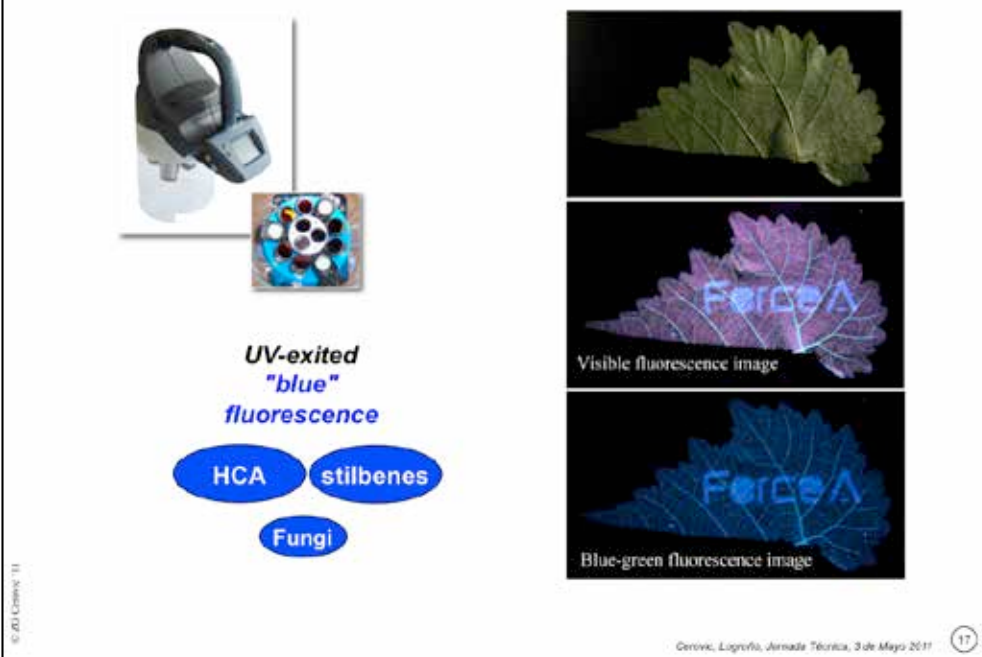 UV-exited
"blue"
fluorescence
HCA
stilbenes
Fungi
ForceA
Visible fluorescence image
ForceA
Blue-green fluorescence image
Cerovic, Logroño, Jornada Técnica, 3 de Mayo 2011
17
© ZG Cerovic